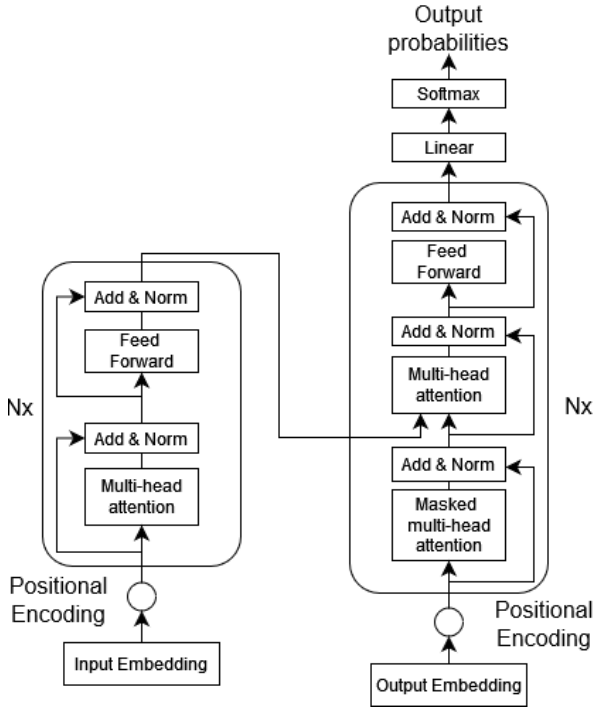 Output
probabilities
Softmax
Linear
Add & Norm
Feed
Forward
Add & Norm
Multi-head
attention
Nx
Add & Norm
Masked
multi-head
attention
Positional
Encoding
Output Embedding
Add & Norm
Feed
Forward
Nx
Add & Norm
Multi-head
attention
Positional
Encoding
Input Embedding